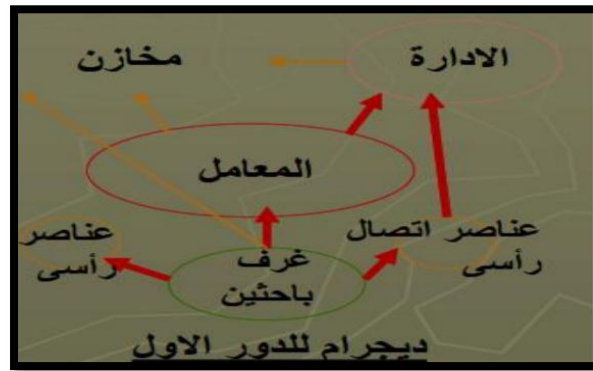 الادارة
مخازن
المعامل
عناصر اتصال
رأسى
غرف
باحثين
عناصر
رأسى
ديجرام للدور الاول